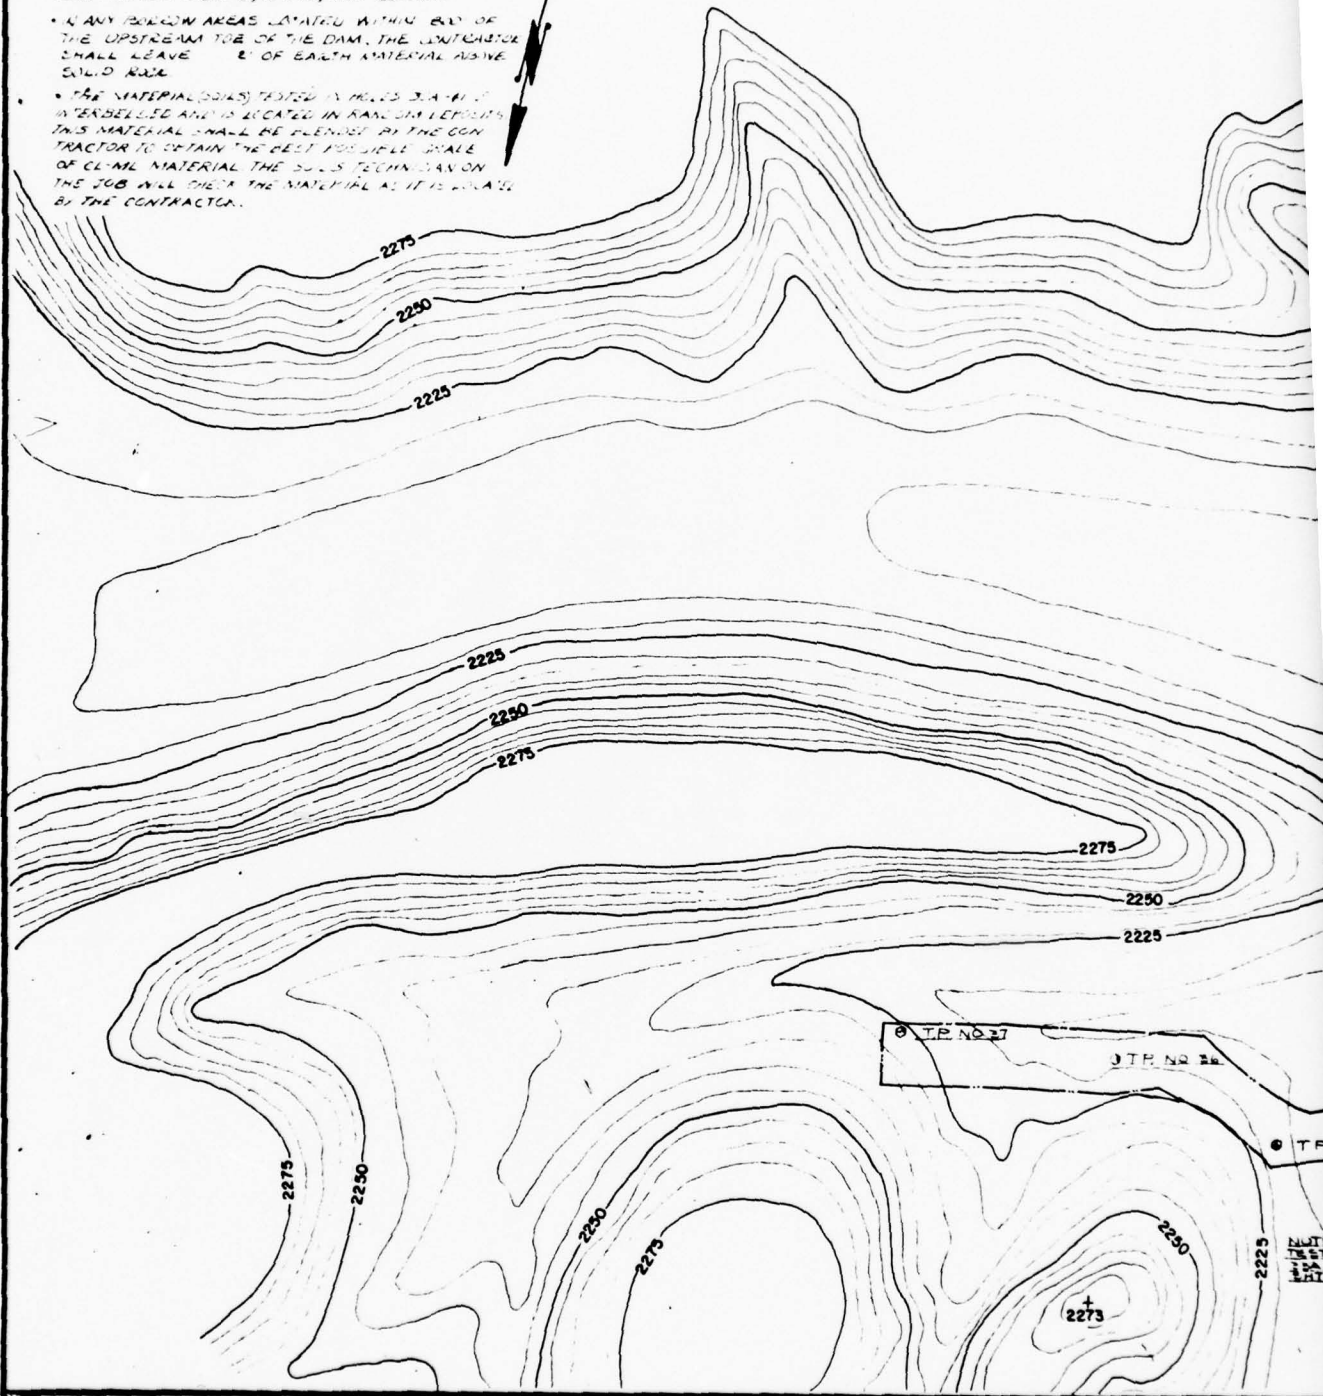 • IN ANY BORROW AREAS LOCATED WITHIN 800' OF
THE UPSTREAM TOE OF THE DAM, THE CONTRACTOR
SHALL LEAVE 2' OF EARTH MATERIAL ABOVE
SOLID ROCK.
• THE MATERIAL (SOILS) TESTED IN HOLES
INTERBEDDED AND IS LOCATED IN RANDOM DEPOSITS
THIS MATERIAL SHALL BE BLENDED BY THE CON
TRACTOR TO OBTAIN THE BEST POSSIBLE GRADE
OF CL-ML MATERIAL THE SOILS TECHNICIAN ON
THE JOB WILL CHECK THE MATERIAL AS IT IS LOCATED
BY THE CONTRACTOR.
2275
2250
2225
2225
2250
2275
2275
2250
2225
T.P. NO 37
T.P. NO 36
TP
2275
2250
2250
2275
2250
2225
2273